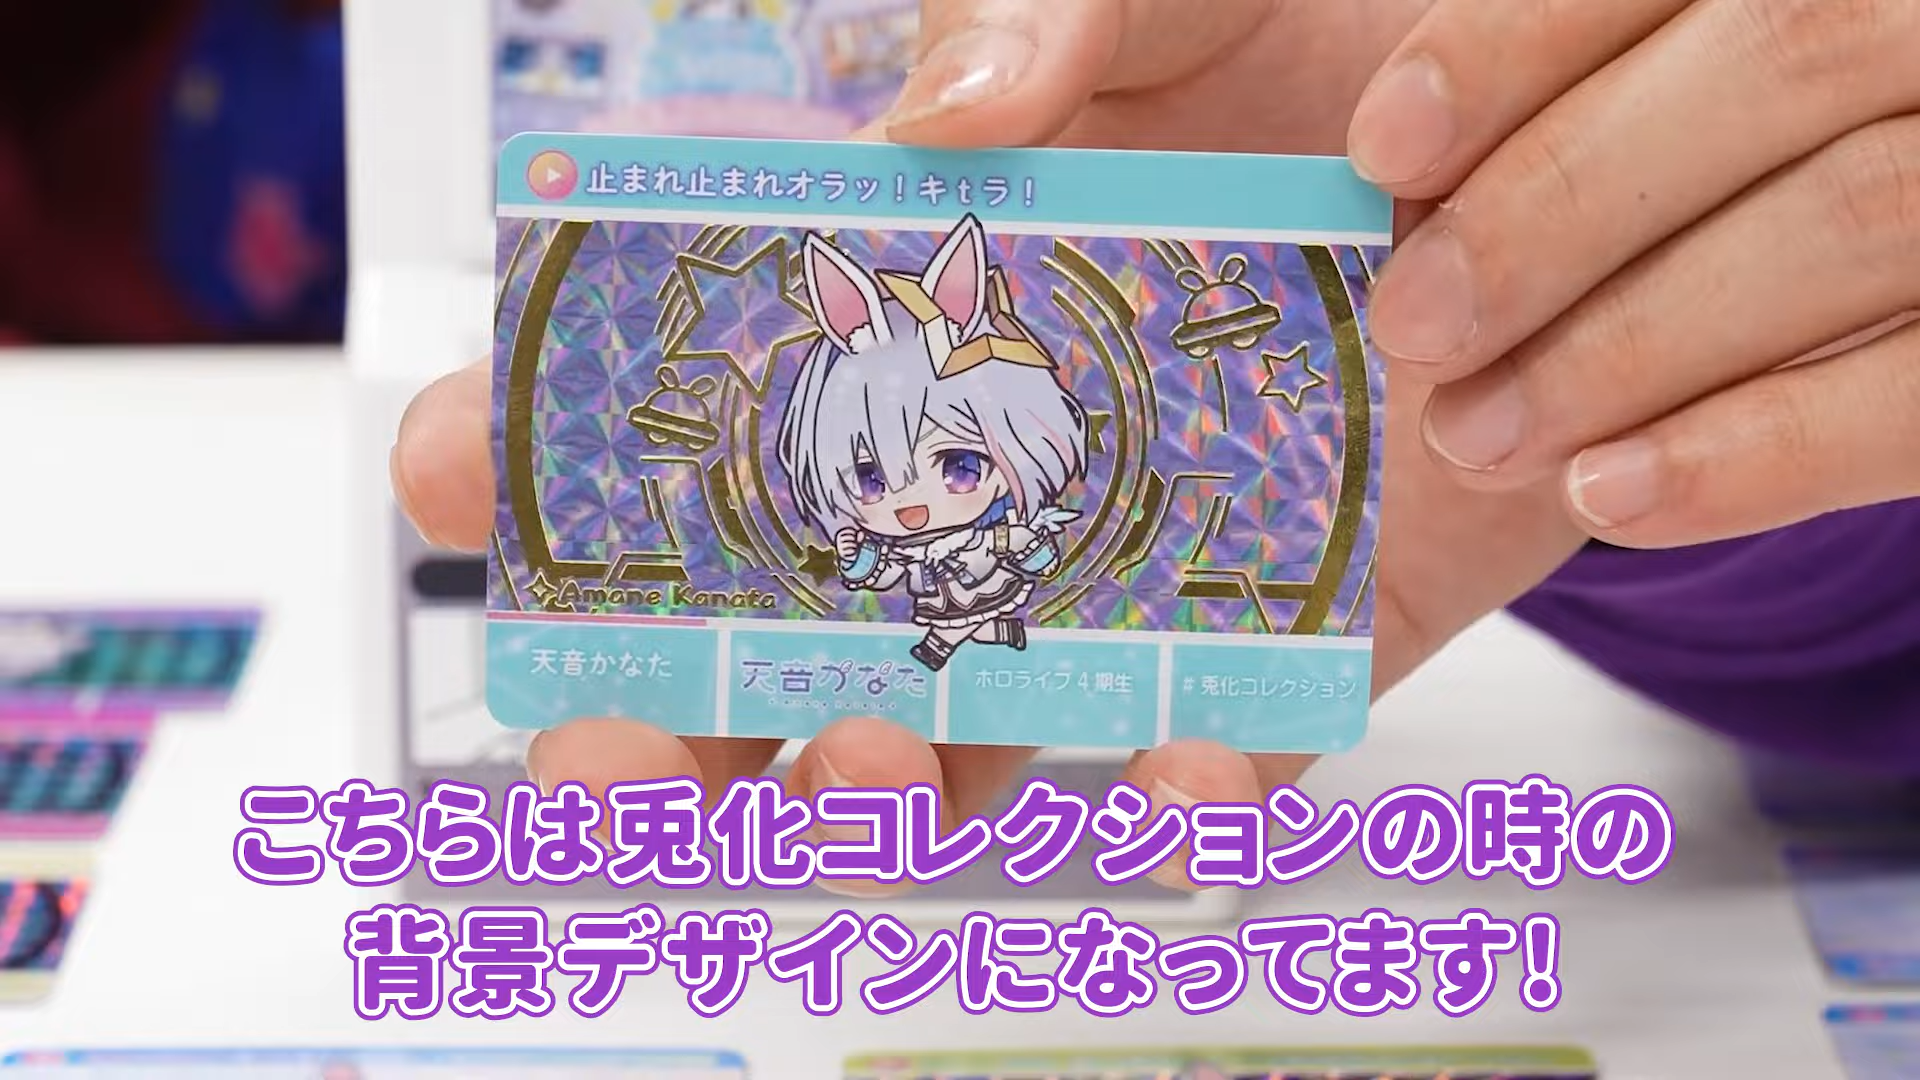 止まれ止まれオラッ！キｔラ！
Amane Kanata
天音かなた
天音かなた
ホロライブ4期生
#兎化コレクション
こちらは兎化コレクションの時の
背景デザインになってます!